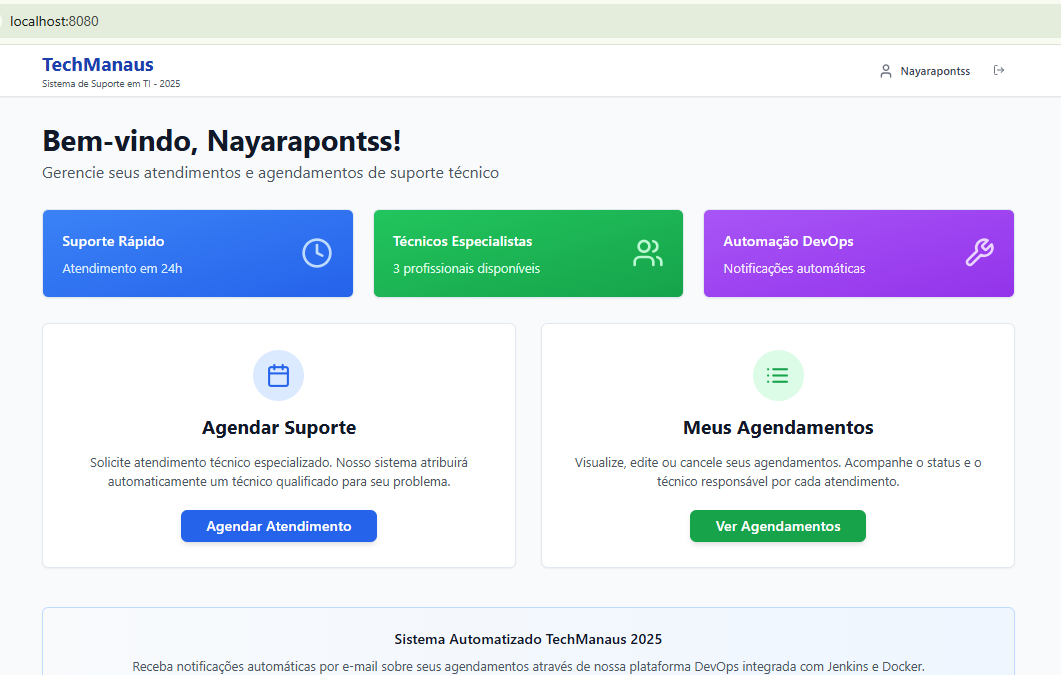 localhost:8080
TechManaus
Sistema de Suporte em TI - 2025
Nayarapontss
Bem-vindo, Nayarapontss!
Gerencie seus atendimentos e agendamentos de suporte técnico
Suporte Rápido
Atendimento em 24h
Técnicos Especialistas
3 profissionais disponíveis
Automação DevOps
Notificações automáticas
Agendar Suporte
Solicite atendimento técnico especializado. Nosso sistema atribuirá
automaticamente um técnico qualificado para seu problema.
Agendar Atendimento
Meus Agendamentos
Visualize, edite ou cancele seus agendamentos. Acompanhe o status e o
técnico responsável por cada atendimento.
Ver Agendamentos
Sistema Automatizado TechManaus 2025
Receba notificações automáticas por e-mail sobre seus agendamentos através de nossa plataforma DevOps integrada com Jenkins e Docker.